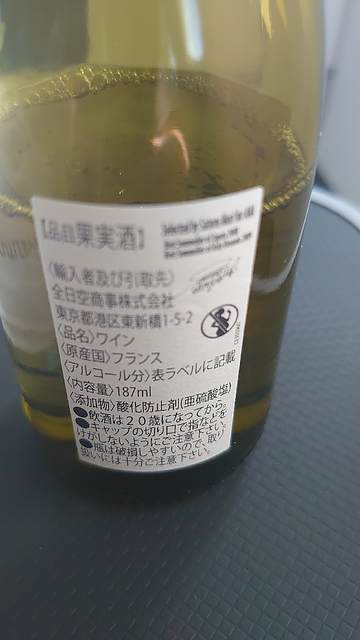 【品目果実酒】
Selected by
〈輸入者及び引取先〉
全日空商事株式会社
東京都港区東新橋1-5-2
〈品名〉ワイン
〈原産国〉フランス
〈アルコール分〉表ラベルに記載
〈内容量〉187ml
〈添加物〉酸化防止剤(亜硫酸塩)
●飲酒は20歳になってから。
●キャップの切り口で指などを
けがしないようにご注意下さい。
●瓶は破損しやすいので、取り
扱いには十分ご注意下さい。